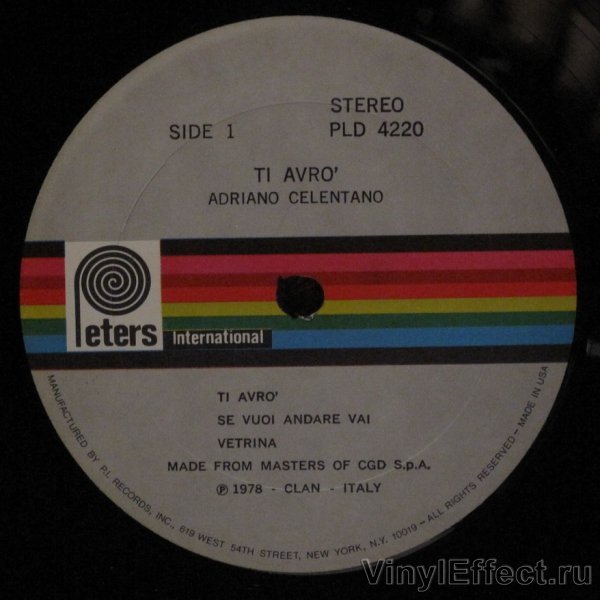 STEREO
SIDE 1 PLD 4220
TI AVRO'
ADRIANO CELENTANO
Peters
International
TI AVRO'
SE VUOI ANDARE VAI
VETRINA
MADE FROM MASTERS OF CGD S.p.A.
Ⓟ 1978 - CLAN - ITALY
MANUFACTURED BY P.I. RECORDS, INC., 619 WEST 54TH STREET, NEW YORK, N.Y. 10019 - ALL RIGHTS RESERVED - MADE IN USA
VinylEffect.ru